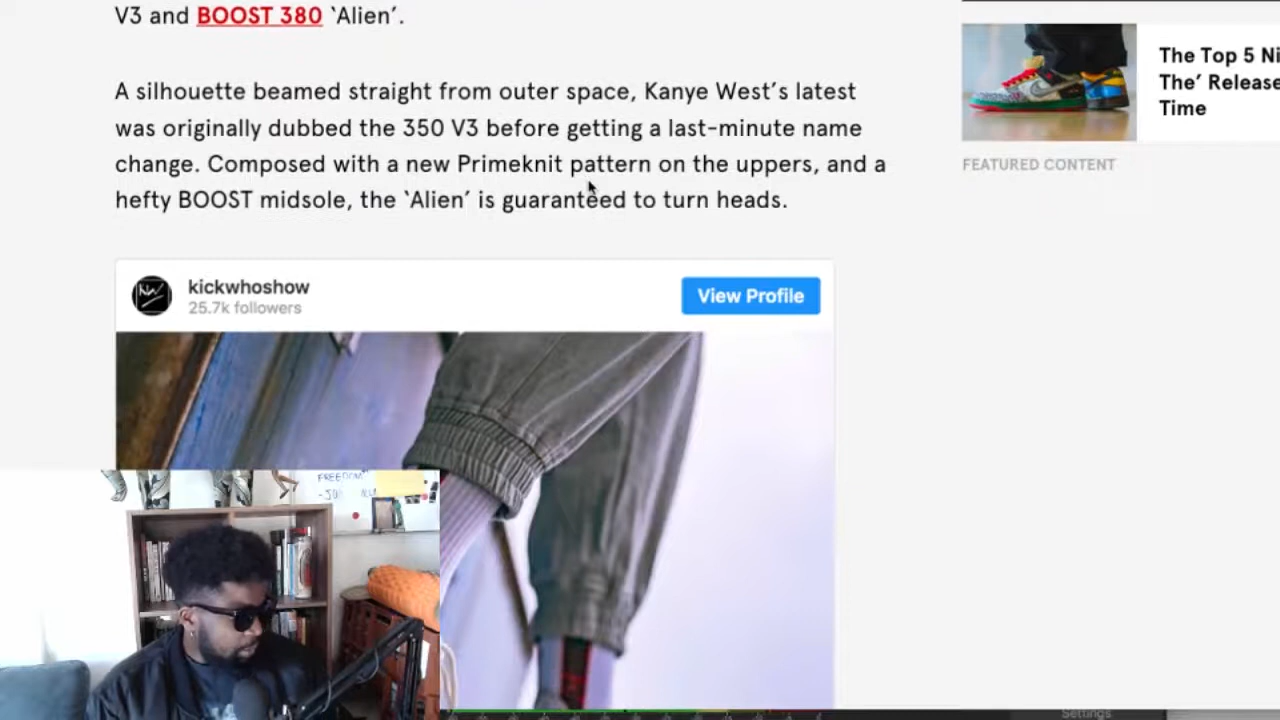 V3 and BOOST 380 ‘Alien’.
A silhouette beamed straight from outer space, Kanye West’s latest
was originally dubbed the 350 V3 before getting a last-minute name
change. Composed with a new Primeknit pattern on the uppers, and a
hefty BOOST midsole, the ‘Alien’ is guaranteed to turn heads.
The Top 5 Ni
The’ Release
Time
FEATURED CONTENT
kickwhoshow
25.7k followers
View Profile
FREEDOM
Settings